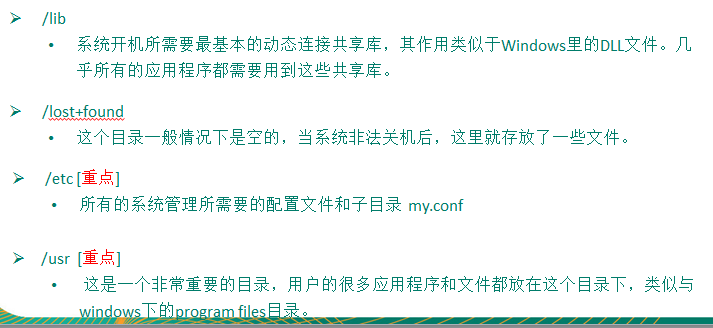 /lib
系统开机所需要最基本的动态连接共享库，其作用类似于Windows里的DLL文件。几
乎所有的应用程序都需要用到这些共享库。
/lost+found
这个目录一般情况下是空的，当系统非法关机后，这里就存放了一些文件。
/etc [重点]
所有的系统管理所需要的配置文件和子目录 my.conf
/usr [重点]
这是一个非常重要的目录，用户的很多应用程序和文件都放在这个目录下，类似与
windows下的program files目录。